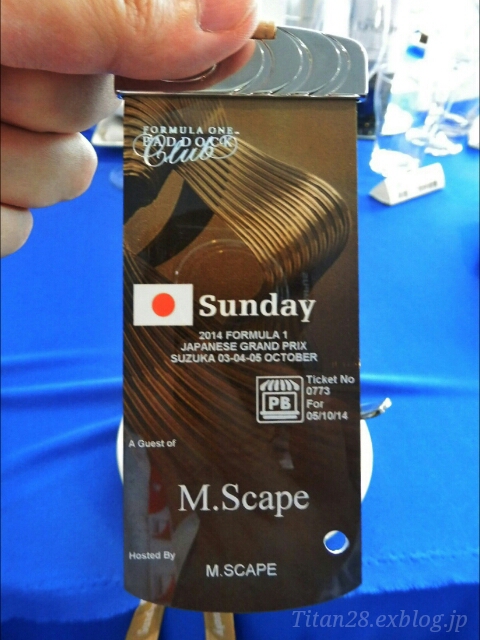 FORMULA ONE™
PADDOCK
Club
Sunday
2014 FORMULA 1
JAPANESE GRAND PRIX
SUZUKA 03-04-05 OCTOBER
PB
Ticket No
0773
For
05/10/14
A Guest of
M.Scape
Hosted By
M.SCAPE
Titan28.exblog.jp